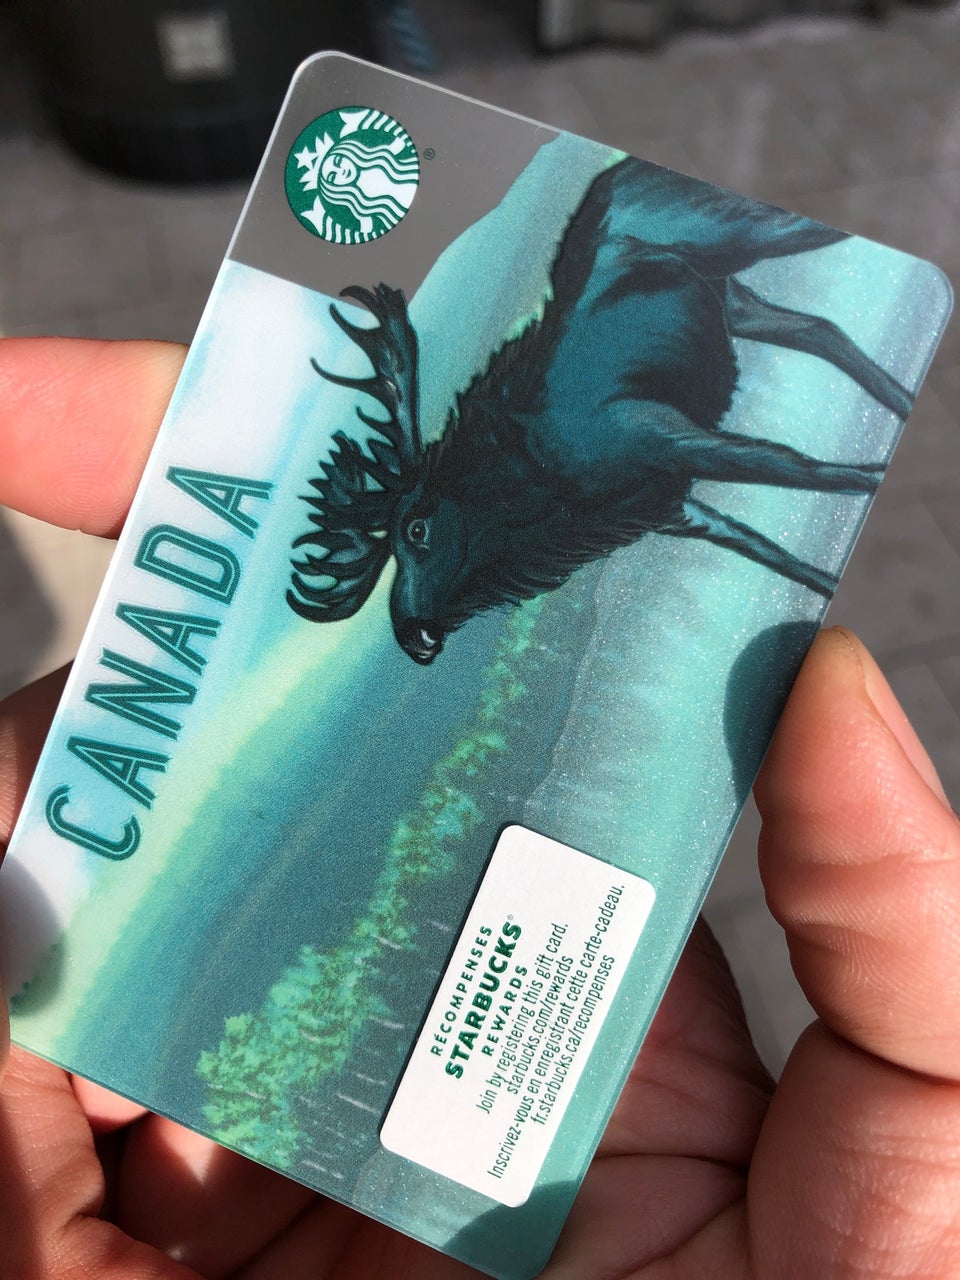 CANADA
RÉCOMPENSES
STARBUCKS®
REWARDS
Join by registering this gift card.
starbucks.com/rewards
Inscrivez-vous en enregistrant cette carte-cadeau.
fr.starbucks.ca/recompenses